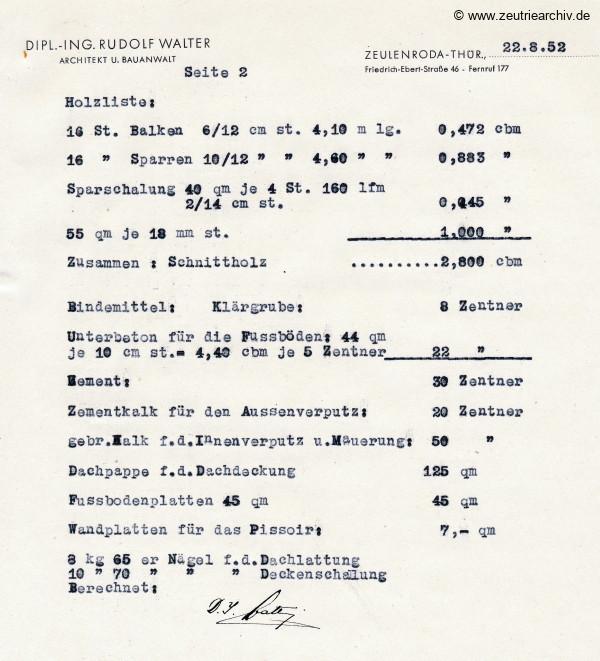 © www.zeutriearchiv.de
DIPL.-ING. RUDOLF WALTER
ARCHITEKT U. BAUANWALT
ZEULENRODA-THÜR., 22.8.52
Friedrich-Ebert-Straße 46 - Fernruf 177
Seite 2
Holzliste:
16 St. Balken 6/12 cm st. 4,10 m lg. 0,472 cbm
16 " Sparren 10/12 " " 4,60 " " 0,883 "
Sparschalung 40 qm je 4 St. 160 lfm
2/14 cm st. 0,445 "
55 qm je 18 mm st. 1.000 "
Zusammen : Schnittholz ..........2,800 cbm
Bindemittel: Klärgrube: 8 Zentner
Unterbeton für die Fussböden: 44 qm
je 10 cm st.= 4,40 cbm je 5 Zentner 22 "
Zement: 30 Zentner
Zementkalk für den Aussenverputz: 20 Zentner
gebr.Kalk f.d.Innenverputz u.Mauerung: 50 "
Dachpappe f.d.Dachdeckung 125 qm
Fussbodenplatten 45 qm 45 qm
Wandplatten für das Pissoir: 7,- qm
8 kg 65 er Nägel f.d.Dachlattung
10 " 70 " " " Deckenschalung
Berechnet: